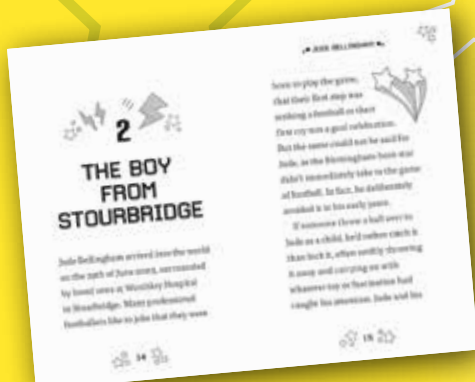 2
THE BOY
FROM
STOURBRIDGE
Jude Bellingham arrived into the world
on the 29th of June 2003, surrounded
by loved ones at Wordsley Hospital
in Stourbridge. Many professional
footballers like to joke that they were
14
JUDE BELLINGHAM
born to play the game,
that their first step was
kicking a football or their
first cry was a goal celebration.
But the same could not be said for
Jude, as the Birmingham-born star
didn't immediately take to the game
of football. In fact, he deliberately
avoided it in his early years.
If someone threw a ball over to
Jude as a child, he'd rather catch it
than kick it, often swiftly throwing
it away and carrying on with
whatever toy or fascination had
caught his attention. Jude and his
15